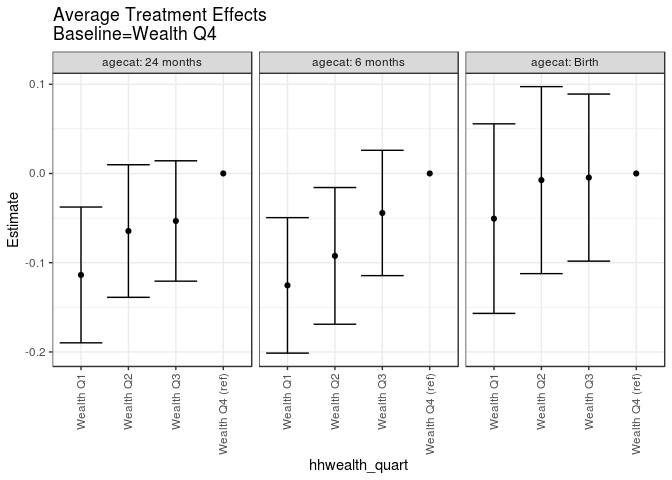 Average Treatment Effects
Baseline=Wealth Q4
agecat: 24 months
agecat: 6 months
agecat: Birth
Estimate
0.1
0.0
-0.1
-0.2
Wealth Q1
Wealth Q2
Wealth Q3
Wealth Q4 (ref)
Wealth Q1
Wealth Q2
Wealth Q3
Wealth Q4 (ref)
Wealth Q1
Wealth Q2
Wealth Q3
Wealth Q4 (ref)
hhwealth_quart